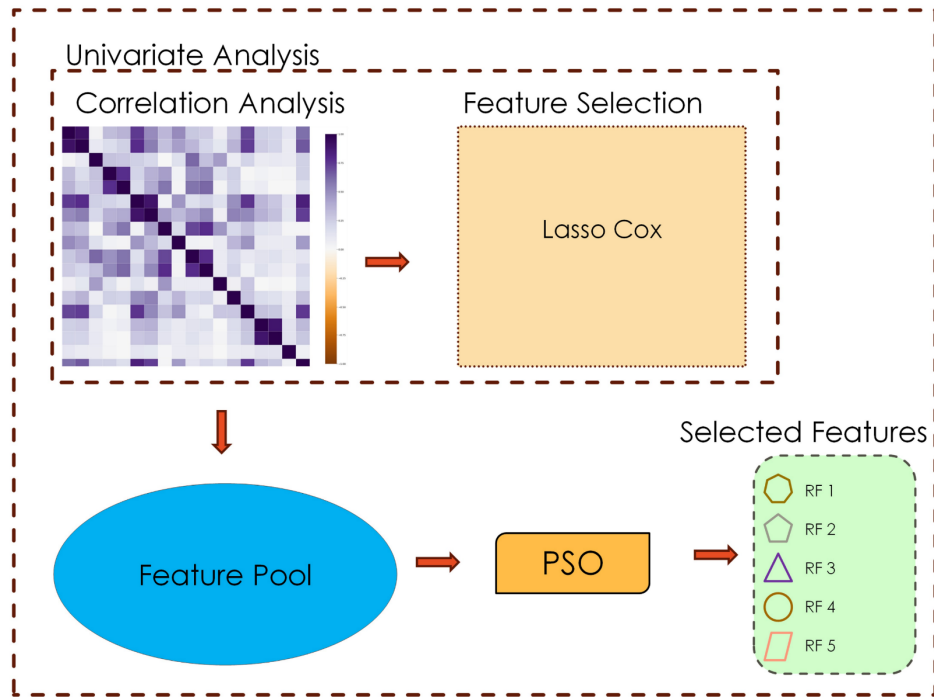 Univariate Analysis
Correlation Analysis
Feature Selection
Lasso Cox
Selected Features
RF 1
RF 2
RF 3
RF 4
RF 5
Feature Pool
PSO